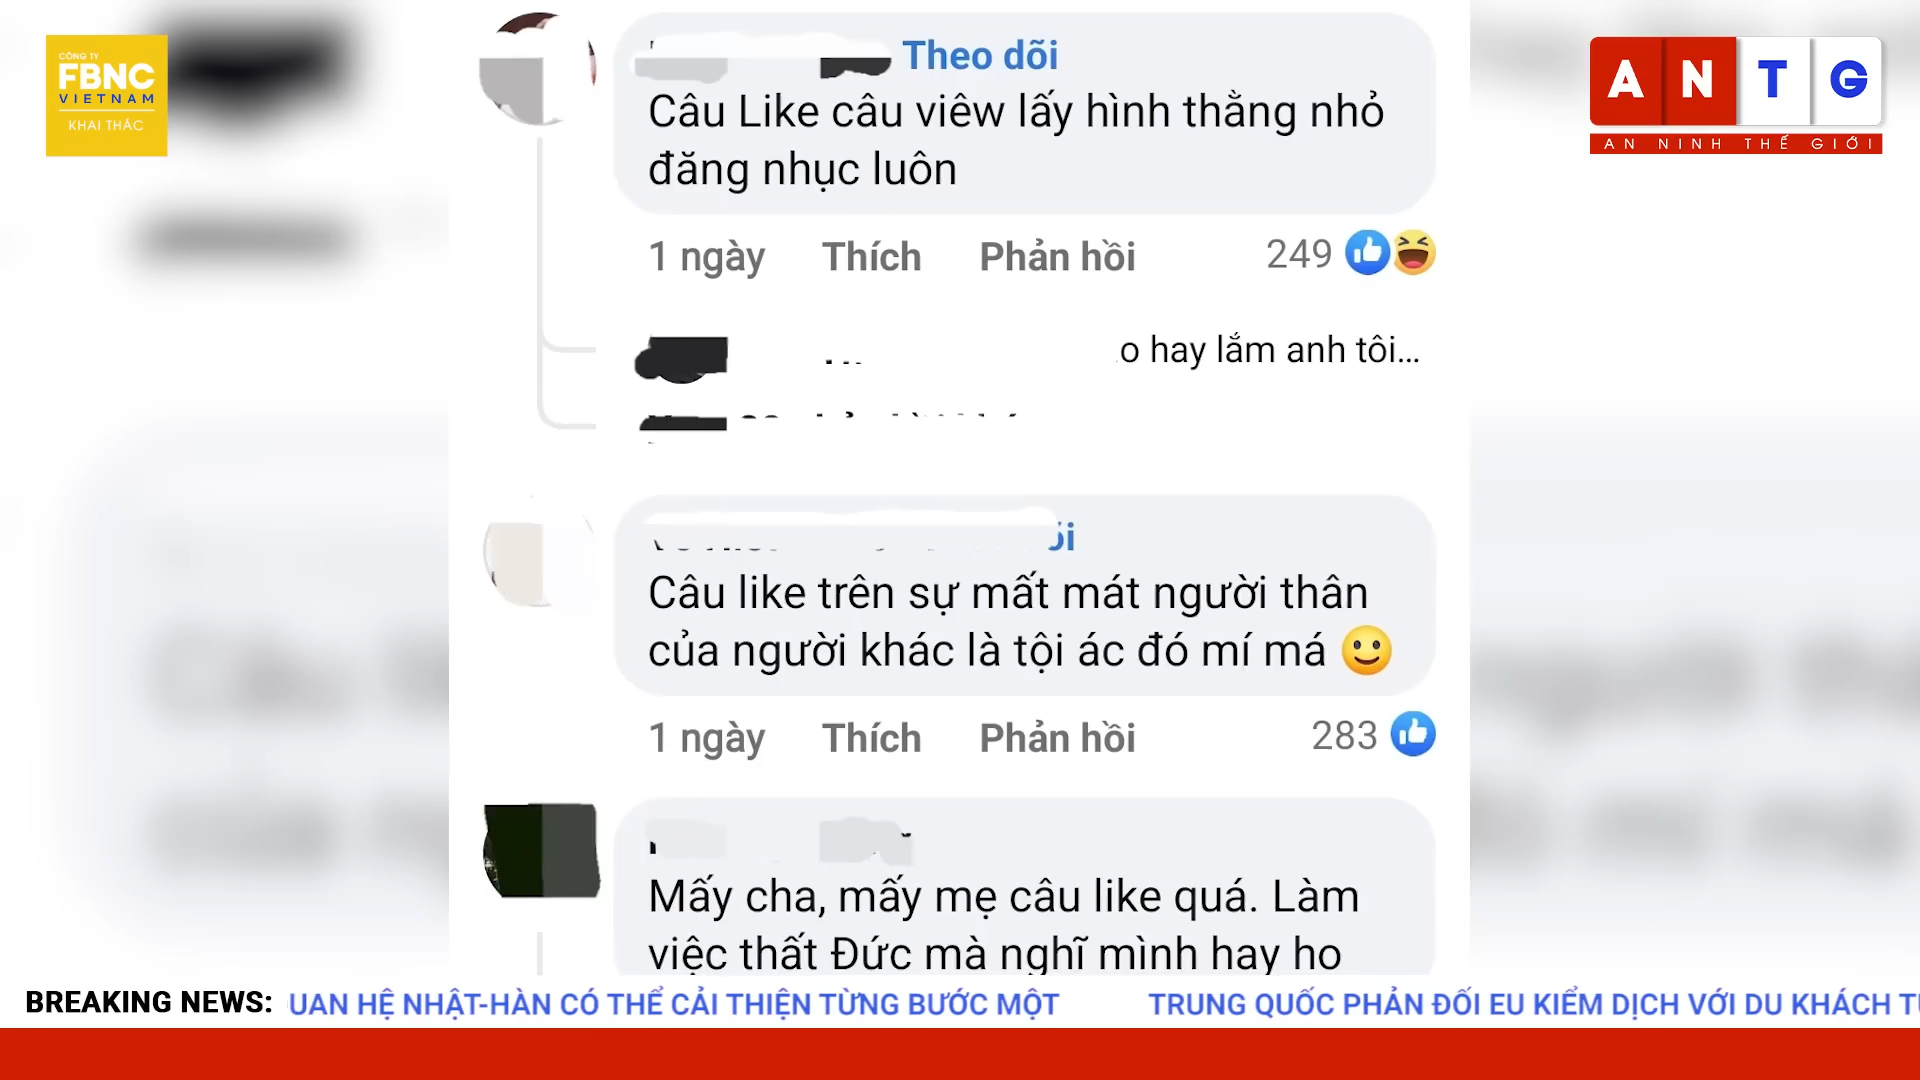 CÔNG TY
FBNC
VIETNAM
KHAI THÁC
A N T G
AN NINH THẾ GIỚI
Theo dõi
Câu Like câu viêw lấy hình thằng nhỏ
đăng nhục luôn
1 ngày Thích Phản hồi 249
o hay lắm anh tôi...
Câu like trên sự mất mát người thân
của người khác là tội ác đó mí má
1 ngày Thích Phản hồi 283
Mấy cha, mấy mẹ câu like quá. Làm
việc thất Đức mà nghĩ mình hay ho
BREAKING NEWS: UAN HỆ NHẬT-HÀN CÓ THỂ CẢI THIỆN TỪNG BƯỚC MỘT TRUNG QUỐC PHẢN ĐỐI EU KIỂM DỊCH VỚI DU KHÁCH